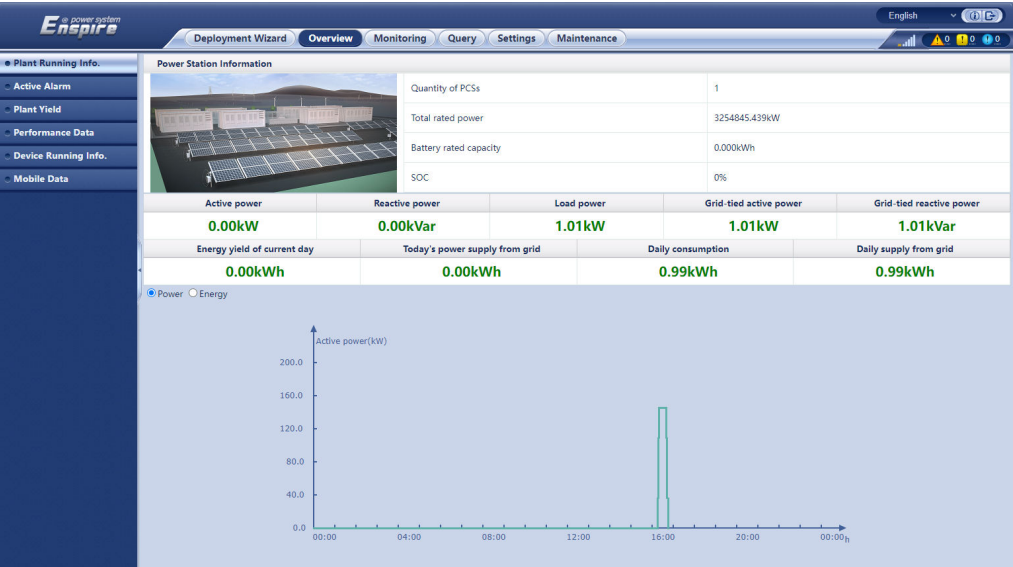 e power system
Enspire
English
Deployment Wizard Overview Monitoring Query Settings Maintenance
0 0 0
Plant Running Info.
Active Alarm
Plant Yield
Performance Data
Device Running Info.
Mobile Data
Power Station Information
Quantity of PCSs 1
Total rated power 3254845.439kW
Battery rated capacity 0.000kWh
SOC 0%
Active power Reactive power Load power Grid-tied active power Grid-tied reactive power
0.00kW 0.00kVar 1.01kW 1.01kW 1.01kVar
Energy yield of current day Today's power supply from grid Daily consumption Daily supply from grid
0.00kWh 0.00kWh 0.99kWh 0.99kWh
Power Energy
Active power(kW)
200.0
160.0
120.0
80.0
40.0
0.0
00:00 04:00 08:00 12:00 16:00 20:00 00:00 h